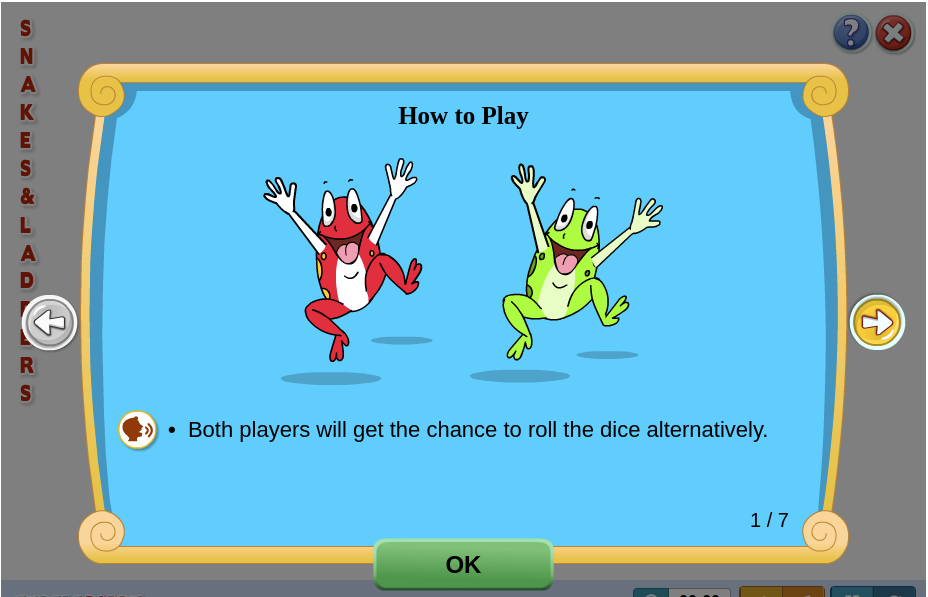 SNAKES & LADDERS
How to Play
• Both players will get the chance to roll the dice alternatively.
1 / 7
OK